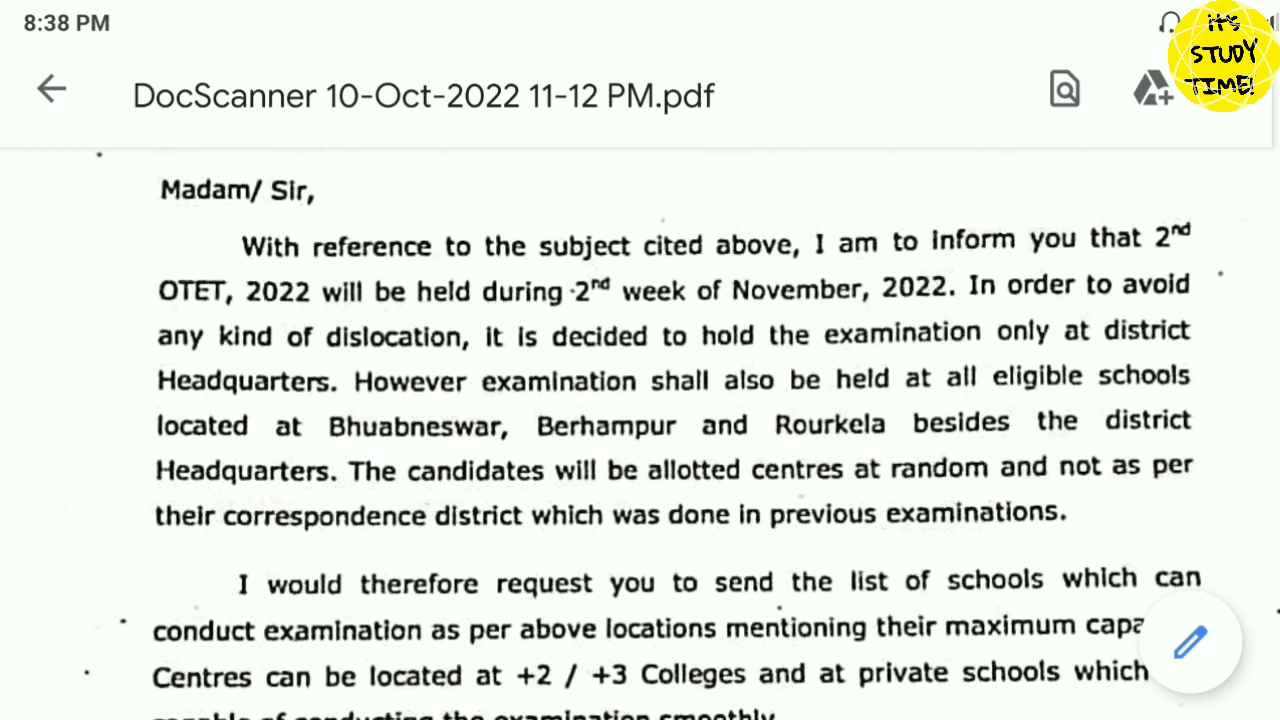 8:38 PM
IT'S
STUDY
TIME!
DocScanner 10-Oct-2022 11-12 PM.pdf
Madam/ Sir,
With reference to the subject cited above, I am to inform you that 2nd
OTET, 2022 will be held during 2nd week of November, 2022. In order to avoid
any kind of dislocation, it is decided to hold the examination only at district
Headquarters. However examination shall also be held at all eligible schools
located at Bhuabneswar, Berhampur and Rourkela besides the district
Headquarters. The candidates will be allotted centres at random and not as per
their correspondence district which was done in previous examinations.
I would therefore request you to send the list of schools which can
conduct examination as per above locations mentioning their maximum capa
Centres can be located at +2 / +3 Colleges and at private schools which
capable of conducting the examination smoothly.